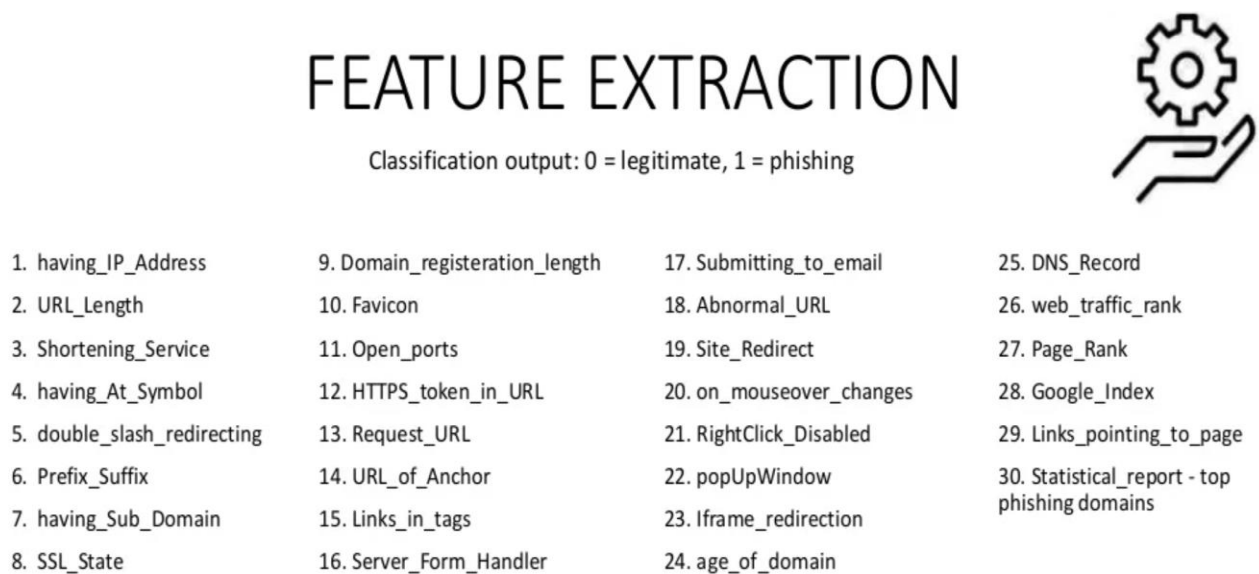 FEATURE EXTRACTION
Classification output: 0 = legitimate, 1 = phishing
1. having_IP_Address
2. URL_Length
3. Shortening_Service
4. having_At_Symbol
5. double_slash_redirecting
6. Prefix_Suffix
7. having_Sub_Domain
8. SSL_State
9. Domain_registeration_length
10. Favicon
11. Open_ports
12. HTTPS_token_in_URL
13. Request_URL
14. URL_of_Anchor
15. Links_in_tags
16. Server_Form_Handler
17. Submitting_to_email
18. Abnormal_URL
19. Site_Redirect
20. on_mouseover_changes
21. RightClick_Disabled
22. popUpWindow
23. Iframe_redirection
24. age_of_domain
25. DNS_Record
26. web_traffic_rank
27. Page_Rank
28. Google_Index
29. Links_pointing_to_page
30. Statistical_report - top
phishing domains